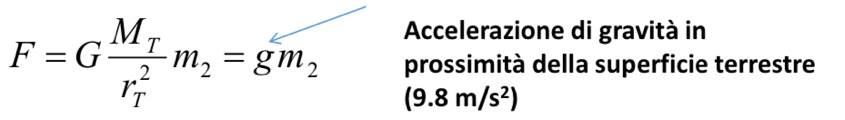 F = G M_T / r_T^2 m_2 = g m_2
Accelerazione di gravità in
prossimità della superficie terrestre
(9.8 m/s²)